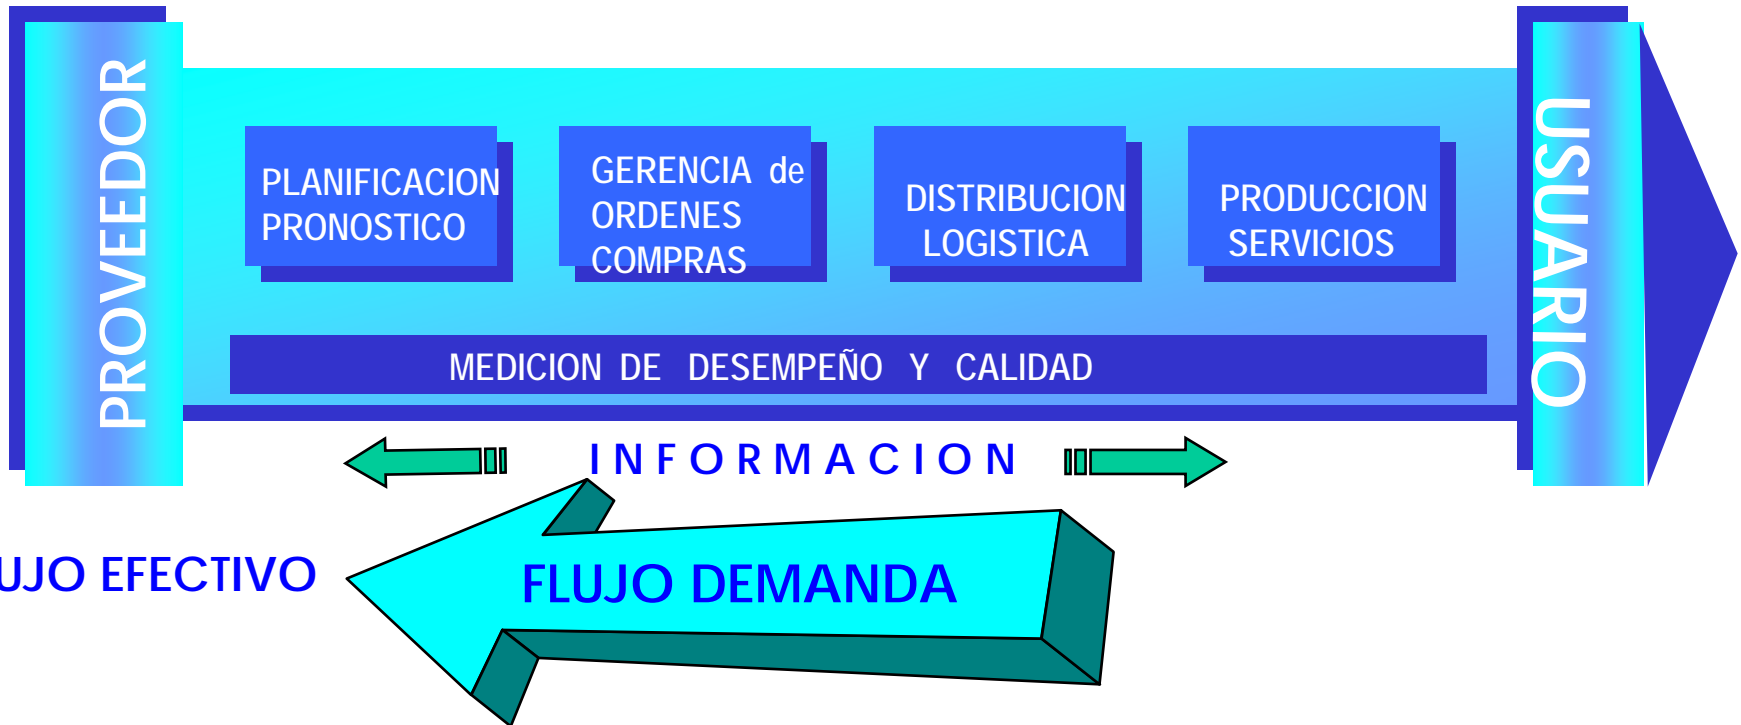 PROVEEDOR
PLANIFICACION
PRONOSTICO
GERENCIA de
ORDENES
COMPRAS
DISTRIBUCION
LOGISTICA
PRODUCCION
SERVICIOS
USUARIO
MEDICION DE DESEMPEÑO Y CALIDAD
INFORMACION
UJO EFECTIVO
FLUJO DEMANDA